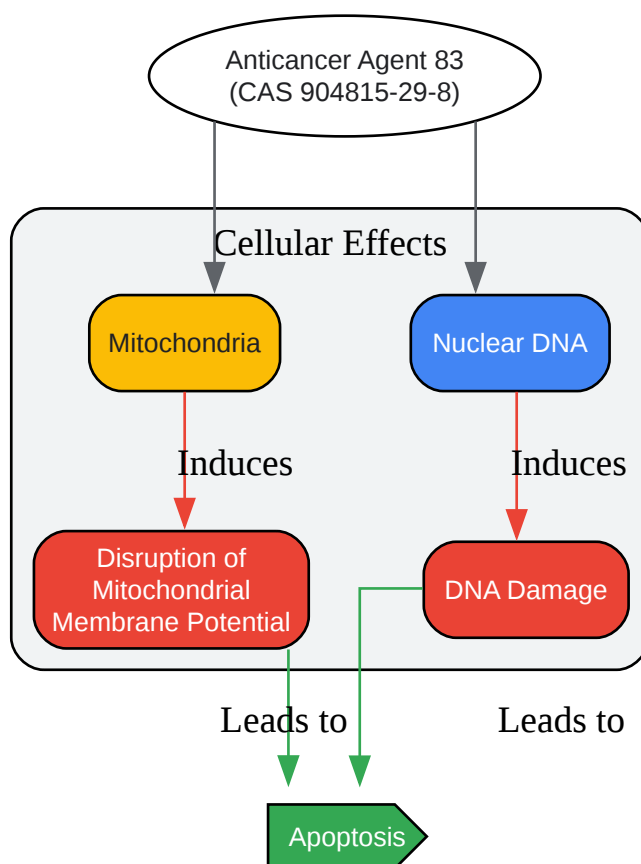 Anticancer Agent 83
(CAS 904815-29-8)
Cellular Effects
Mitochondria
Nuclear DNA
Induces
Induces
Disruption of
Mitochondrial
Membrane Potential
DNA Damage
Leads to
Leads to
Apoptosis